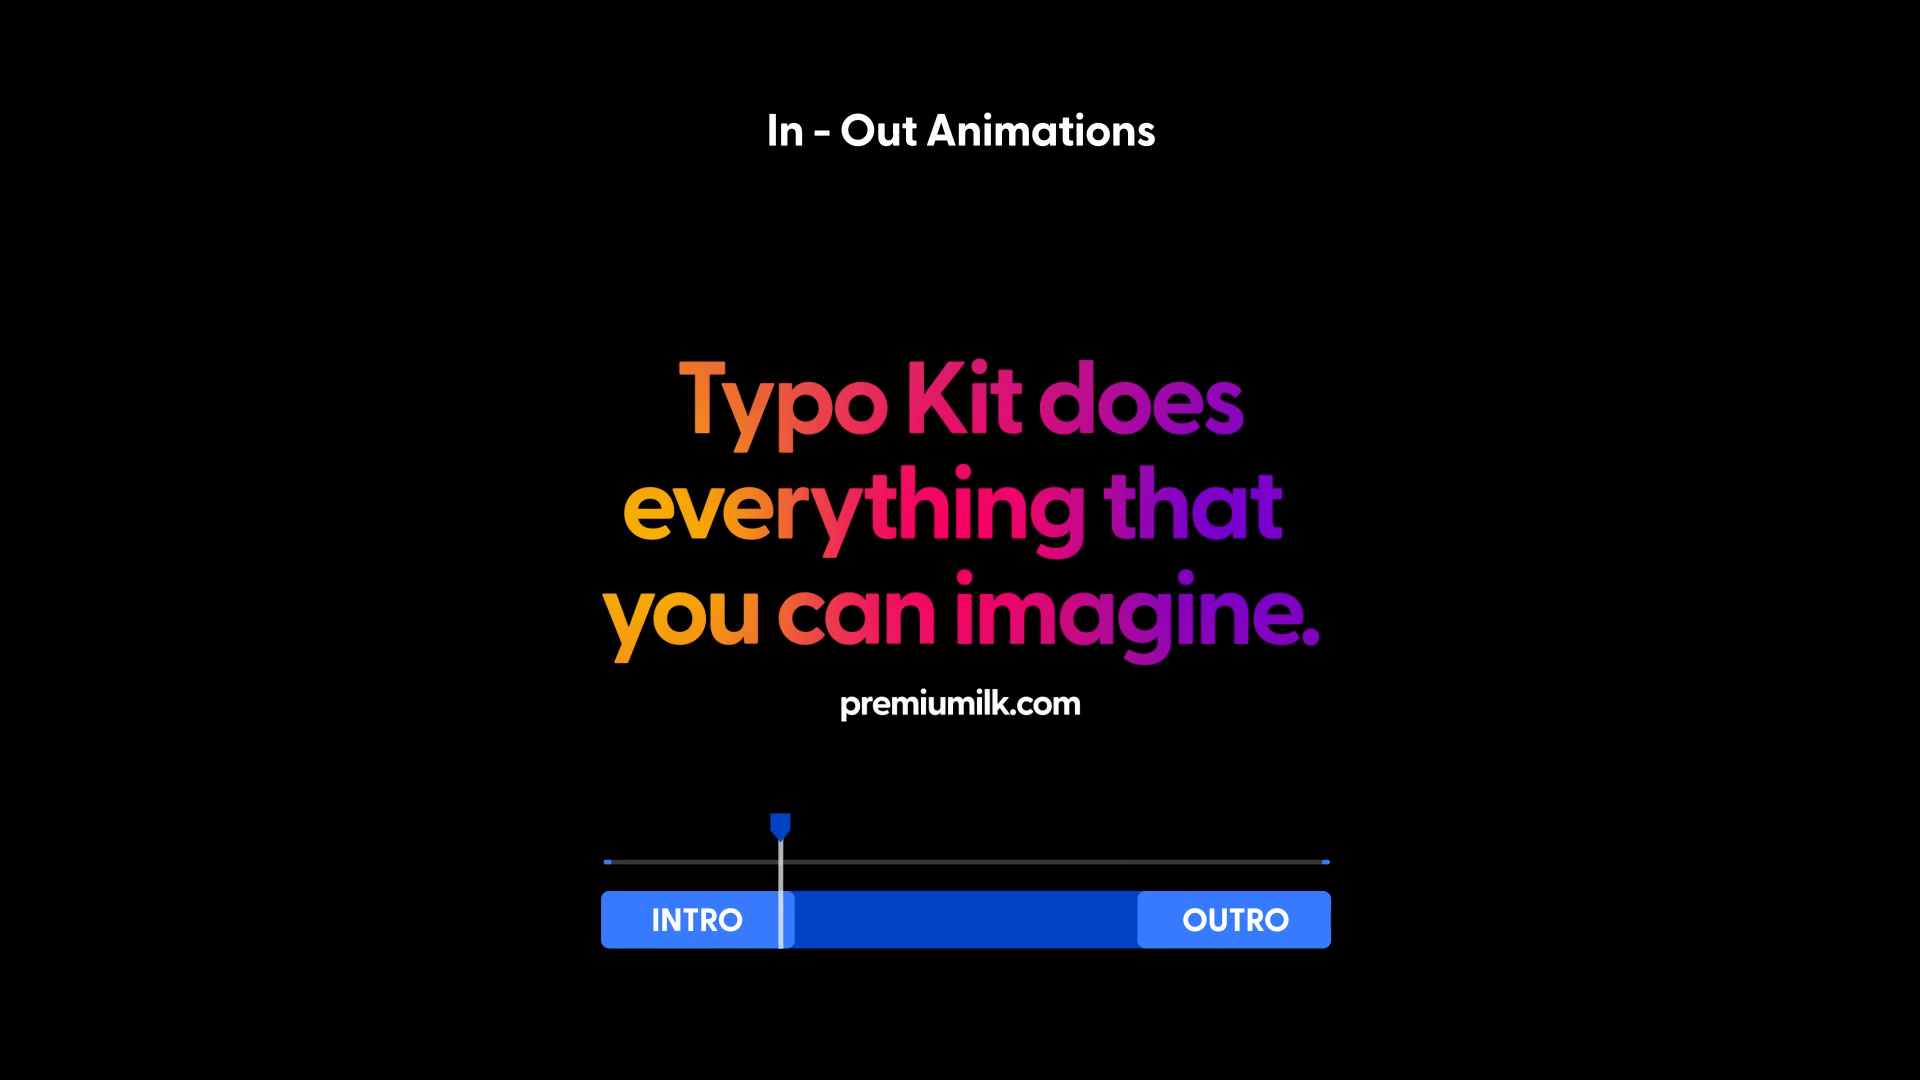 In - Out Animations
Typo Kit does
everything that
you can imagine.
premiumilk.com
INTRO
OUTRO